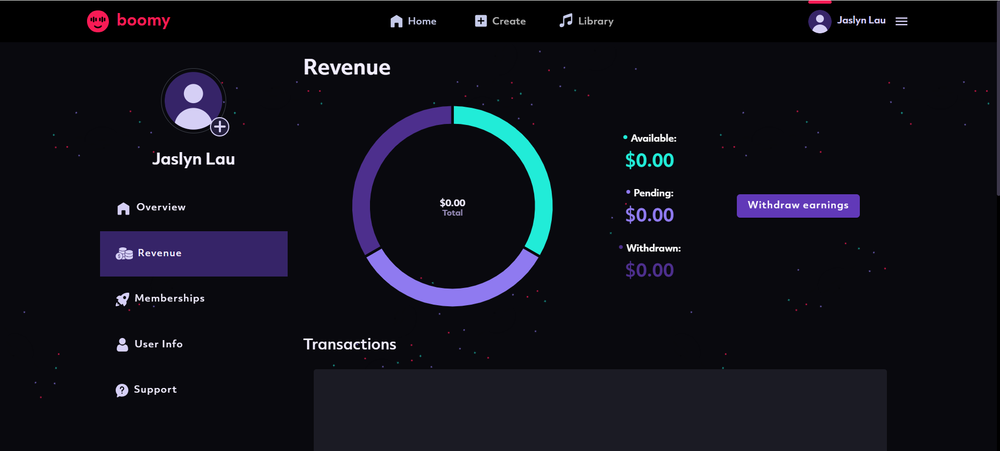 boomy
Home
Create
Library
Jaslyn Lau
Jaslyn Lau
Overview
Revenue
Memberships
User Info
Support
Revenue
$0.00
Total
Available:
$0.00
Pending:
$0.00
Withdrawn:
$0.00
Withdraw earnings
Transactions